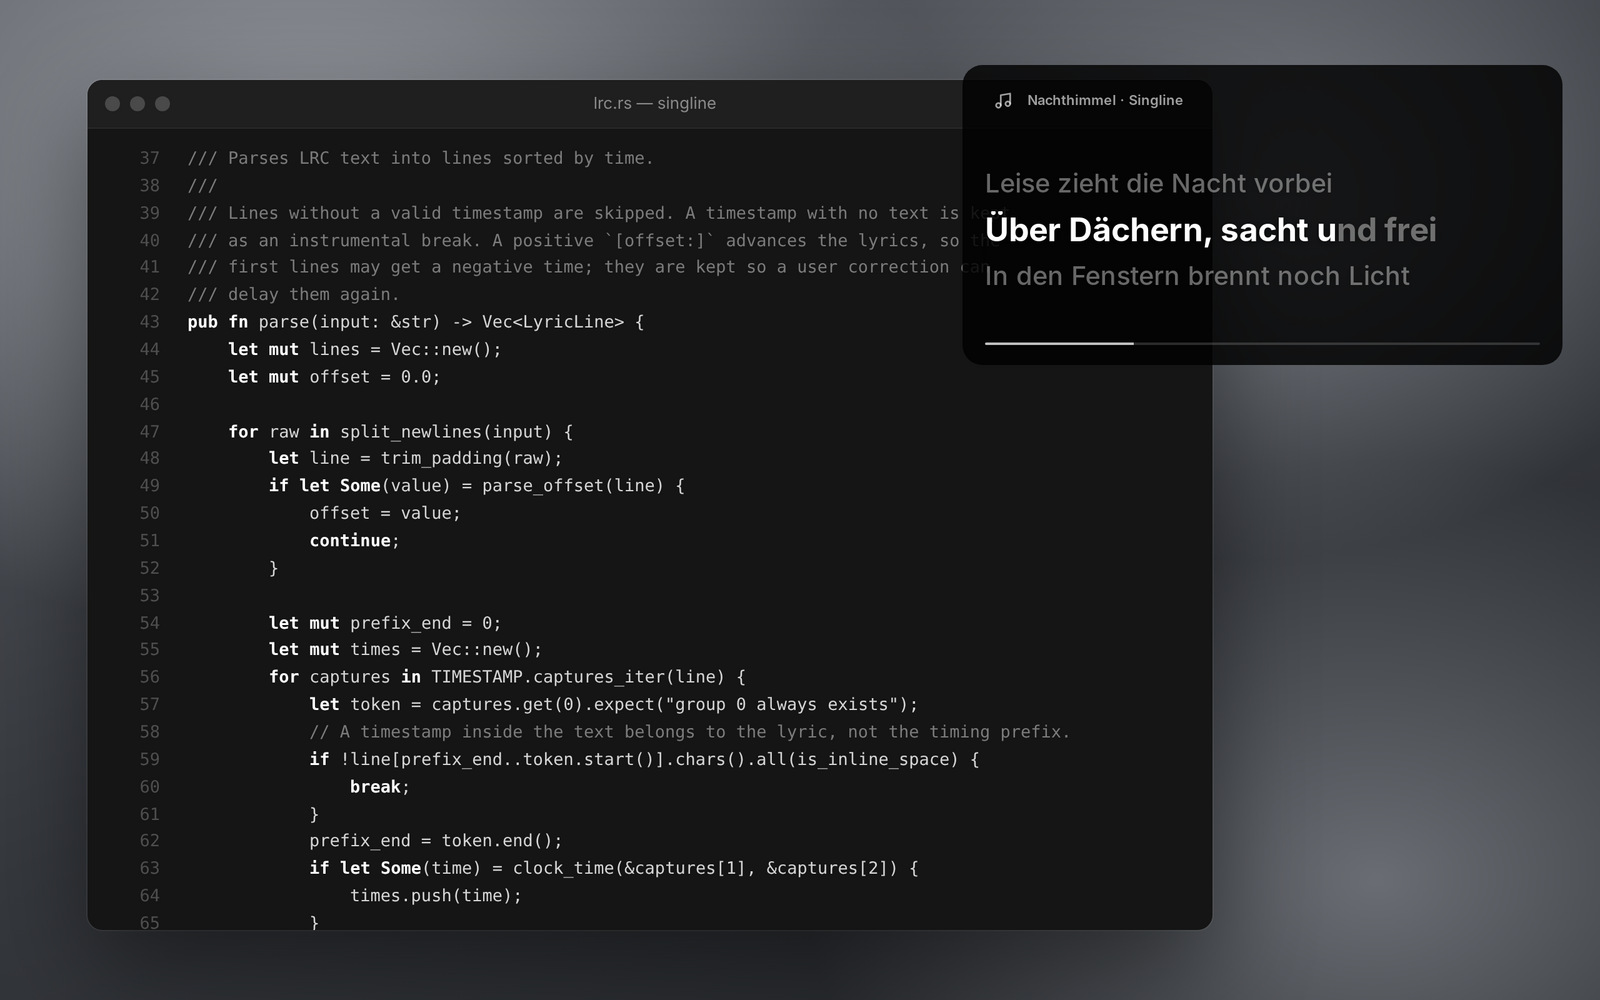 lrc.rs — singline
37 /// Parses LRC text into lines sorted by time.
38 ///
39 /// Lines without a valid timestamp are skipped. A timestamp with no text is kept
40 /// as an instrumental break. A positive `[offset:]` advances the lyrics, so the
41 /// first lines may get a negative time; they are kept so a user correction can
42 /// delay them again.
43 pub fn parse(input: &str) -> Vec<LyricLine> {
44     let mut lines = Vec::new();
45     let mut offset = 0.0;
46
47     for raw in split_newlines(input) {
48         let line = trim_padding(raw);
49         if let Some(value) = parse_offset(line) {
50             offset = value;
51             continue;
52         }
53
54         let mut prefix_end = 0;
55         let mut times = Vec::new();
56         for captures in TIMESTAMP.captures_iter(line) {
57             let token = captures.get(0).expect("group 0 always exists");
58             // A timestamp inside the text belongs to the lyric, not the timing prefix.
59             if !line[prefix_end..token.start()].chars().all(is_inline_space) {
60                 break;
61             }
62             prefix_end = token.end();
63             if let Some(time) = clock_time(&captures[1], &captures[2]) {
64                 times.push(time);
65             }
Nachthimmel · Singline
Leise zieht die Nacht vorbei
Über Dächern, sacht und frei
In den Fenstern brennt noch Licht